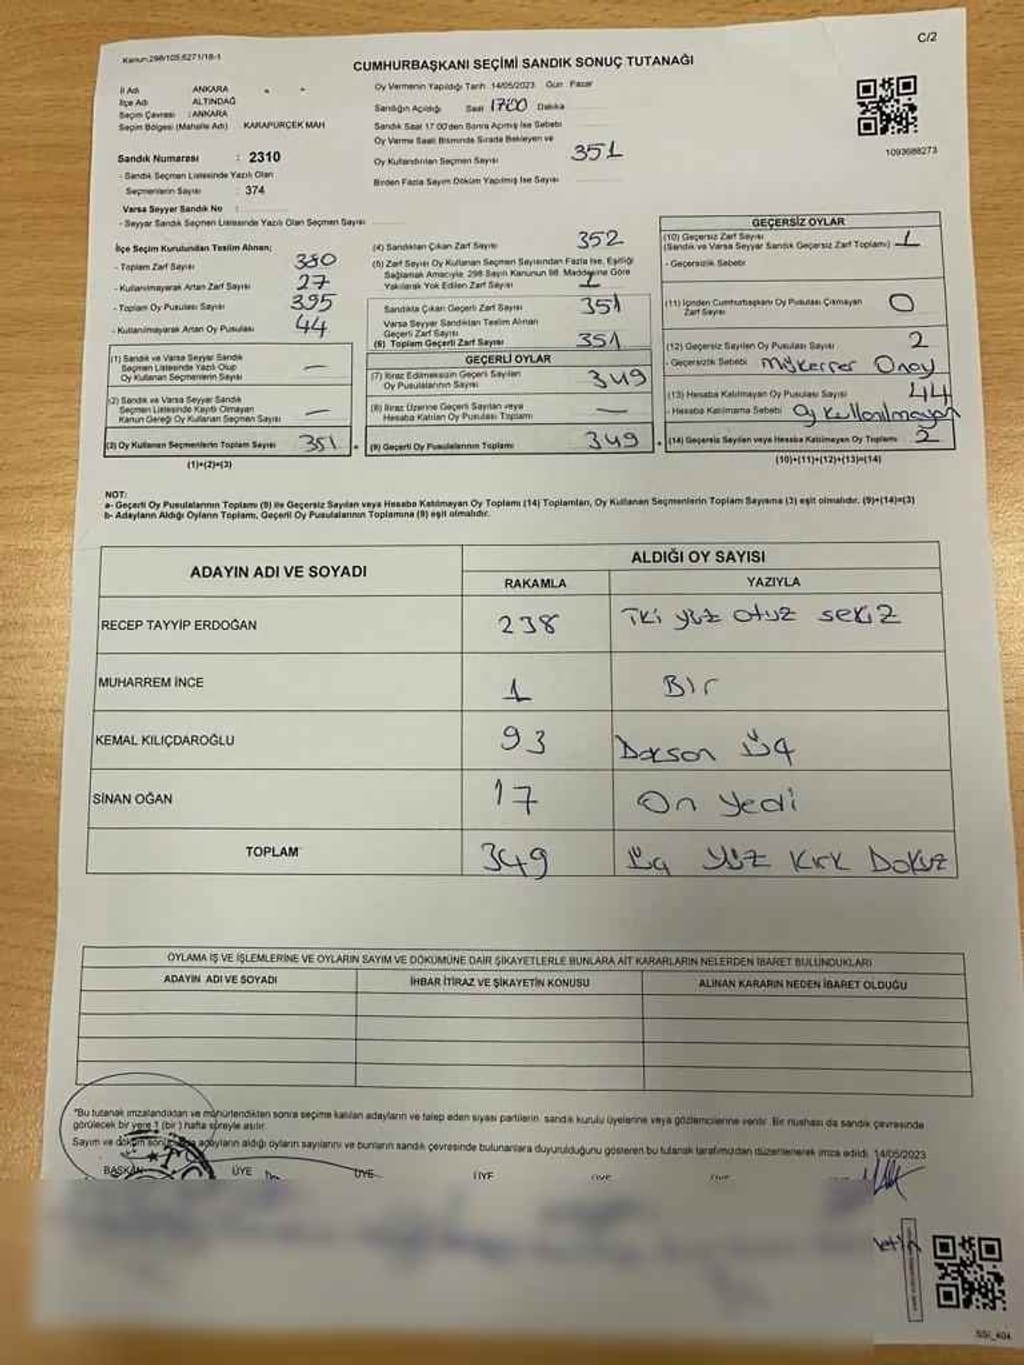 C/2
Kanun:298/105,6271/18-1
CUMHURBAŞKANI SEÇİMİ SANDIK SONUÇ TUTANAĞI
İl Adı ANKARA
İlçe Adı ALTINDAĞ
Seçim Çevresi : ANKARA
Seçim Bölgesi (Mahalle Adı) KARAPÜRÇEK MAH
Sandık Numarası : 2310
- Sandık Seçmen Listesinde Yazılı Olan
Seçmenlerin Sayısı : 374
Varsa Seyyar Sandık No :
- Seyyar Sandık Seçmen Listesinde Yazılı Olan Seçmen Sayısı
Oy Vermenin Yapıldığı Tarih 14/05/2023 Gün : Pazar
Sandığın Açıldığı Saat 17:00 Dakika
Sandık Saat 17:00'den Sonra Açılmış İse Sebebi
Oy Verme Saati Bitiminde Sırada Bekleyen ve
Oy Kullandırılan Seçmen Sayısı 351
Birden Fazla Sayım Döküm Yapılmış İse Sayısı
1093688273
İlçe Seçim Kurulundan Teslim Alınan;
- Toplam Zarf Sayısı 380
- Kullanılmayarak Artan Zarf Sayısı 27
- Toplam Oy Pusulası Sayısı 395
- Kullanılmayarak Artan Oy Pusulası 44
(1) Sandık ve Varsa Seyyar Sandık
Seçmen Listesinde Yazılı Olup
Oy Kullanan Seçmenlerin Sayısı —
(2) Sandık ve Varsa Seyyar Sandık
Seçmen Listesinde Kayıtlı Olmayan
Kanun Gereği Oy Kullanan Seçmen Sayısı —
(3) Oy Kullanan Seçmenlerin Toplam Sayısı 351
(1)+(2)=(3)
(4) Sandıktan Çıkan Zarf Sayısı 352
(5) Zarf Sayısı Oy Kullanan Seçmen Sayısından Fazla İse, Eşitliği
Sağlamak Amacıyla, 298 Sayılı Kanunun 98. Maddesine Göre
Yakılarak Yok Edilen Zarf Sayısı 1
Sandıkta Çıkan Geçerli Zarf Sayısı 351
Varsa Seyyar Sandıktan Teslim Alınan
Geçerli Zarf Sayısı
(6) Toplam Geçerli Zarf Sayısı 351
GEÇERLİ OYLAR
(7) İtiraz Edilmeksizin Geçerli Sayılan
Oy Pusulalarının Sayısı 349
(8) İtiraz Üzerine Geçerli Sayılan veya
Hesaba Katılan Oy Pusulası Toplamı —
(9) Geçerli Oy Pusulalarının Toplamı 349
GEÇERSİZ OYLAR
(10) Geçersiz Zarf Sayısı
(Sandık ve Varsa Seyyar Sandık Geçersiz Zarf Toplamı) 1
- Geçersizlik Sebebi
(11) İçinden Cumhurbaşkanı Oy Pusulası Çıkmayan
Zarf Sayısı 0
(12) Geçersiz Sayılan Oy Pusulası Sayısı 2
- Geçersizlik Sebebi Mükerrer Onay
(13) Hesaba Katılmayan Oy Pusulası Sayısı 44
- Hesaba Katılmama Sebebi Oy kullanılmayan
(14) Geçersiz Sayılan veya Hesaba Katılmayan Oy Toplamı 2
(10)+(11)+(12)+(13)=(14)
NOT:
a- Geçerli Oy Pusulalarının Toplamı (9) ile Geçersiz Sayılan veya Hesaba Katılmayan Oy Toplamı (14) Toplamları, Oy Kullanan Seçmenlerin Toplam Sayısına (3) eşit olmalıdır. (9)+(14)=(3)
b- Adayların Aldığı Oyların Toplamı, Geçerli Oy Pusulalarının Toplamına (9) eşit olmalıdır.
ADAYIN ADI VE SOYADI ALDIĞI OY SAYISI
RAKAMLA YAZIYLA
RECEP TAYYİP ERDOĞAN 238 iki yüz otuz sekiz
MUHARREM İNCE 1 Bir
KEMAL KILIÇDAROĞLU 93 Doksan Üç
SİNAN OĞAN 17 On yedi
TOPLAM 349 Üç yüz Kırk Dokuz
OYLAMA İŞ VE İŞLEMLERİNE VE OYLARIN SAYIM VE DÖKÜMÜNE DAİR ŞİKAYETLERLE BUNLARA AİT KARARLARIN NELERDEN İBARET BULUNDUKLARI
ADAYIN ADI VE SOYADI İHBAR İTİRAZ VE ŞİKAYETİN KONUSU ALINAN KARARIN NEDEN İBARET OLDUĞU
"Bu tutanak imzalandıktan ve mühürlendikten sonra seçime katılan adayların ve talep eden siyasi partilerin, sandık kurulu üyelerine veya gözlemcilerine verilir. Bir nüshası da sandık çevresinde
görülecek bir yere 1 (bir) hafta süreyle asılır.
Sayım ve döküm adayların aldığı oyların sayılarını ve bunların sandık çevresinde bulunanlara duyurulduğunu gösteren bu tutanak tarafımızdan düzenlenerek imza edildi. 14/05/2023
BAŞKAN ÜYE ÜYE ÜYE ÜYE ÜYE
SSİ_404